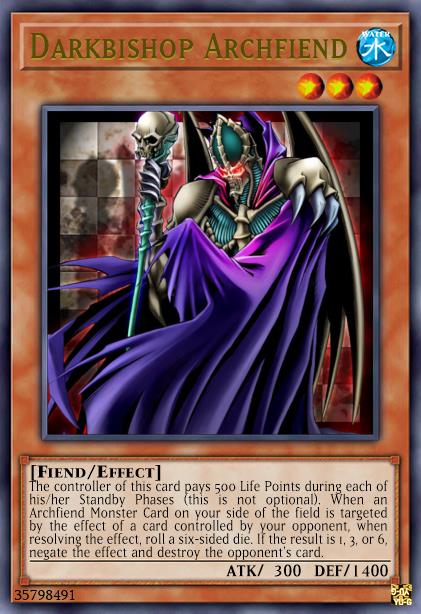 Darkbishop Archfiend
WATER
水
[Fiend/Effect]
The controller of this card pays 500 Life Points during each of
his/her Standby Phases (this is not optional). When an
Archfiend Monster Card on your side of the field is targeted
by the effect of a card controlled by your opponent, when
resolving the effect, roll a six-sided die. If the result is 1, 3, or 6,
negate the effect and destroy the opponent's card.
ATK/ 300 DEF/1400
35798491